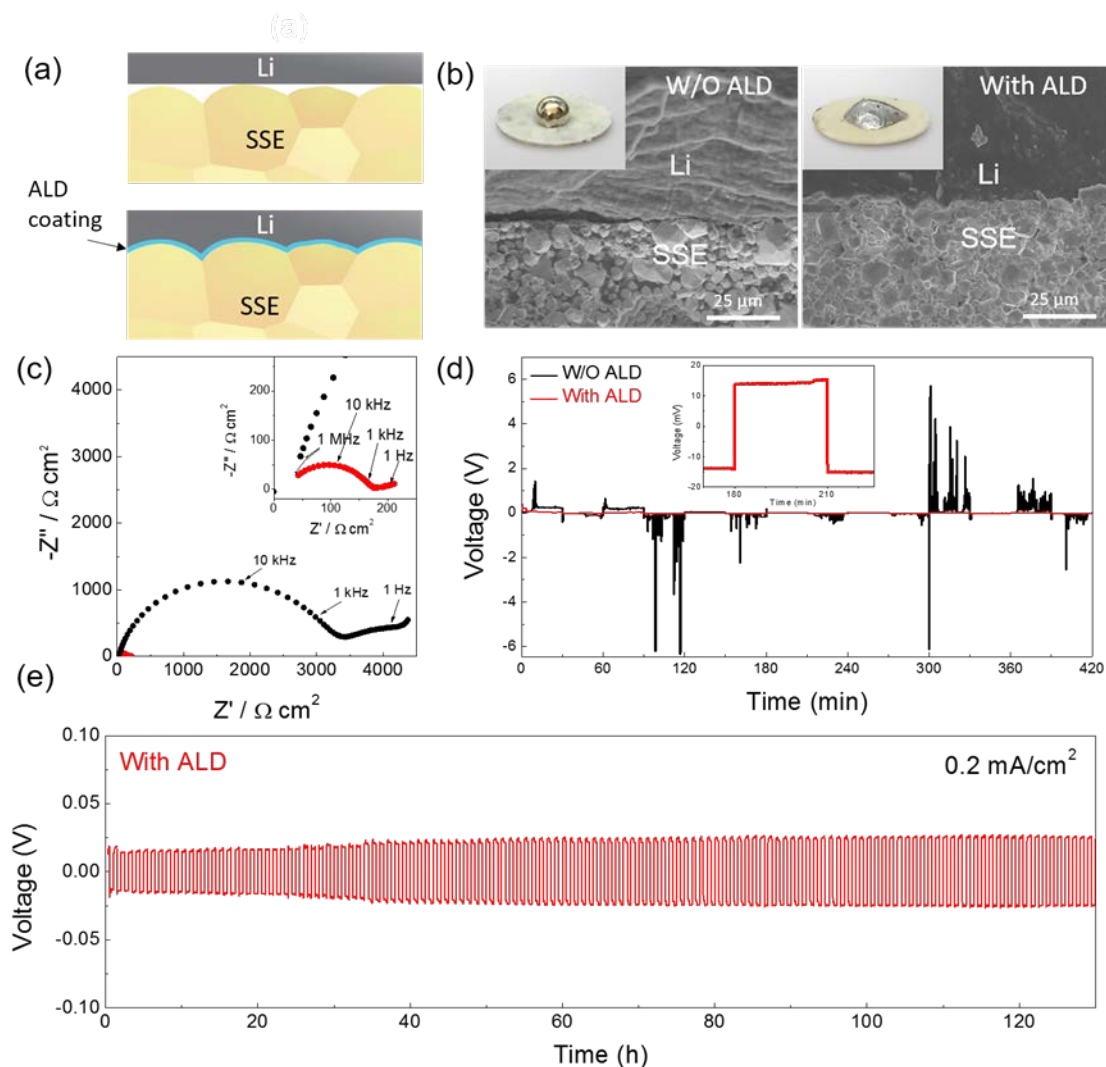 (a)
(a)
Li
SSE
ALD
coating
Li
SSE
(b)
W/O ALD
Li
SSE
25 µm
With ALD
Li
SSE
25 µm
(c)
4000
3000
2000
1000
0
0
1000
2000
3000
4000
-Z'' / Ω cm²
Z' / Ω cm²
10 kHz
1 kHz
1 Hz
200
100
0
0
100
200
-Z'' / Ω cm²
Z' / Ω cm²
1 MHz
10 kHz
1 kHz
1 Hz
(d)
W/O ALD
With ALD
6
4
2
0
-2
-4
-6
Voltage (V)
0
60
120
180
240
300
360
420
Time (min)
20
10
0
-10
-20
Voltage (mV)
180
210
Time (min)
(e)
With ALD
0.2 mA/cm²
0.10
0.05
0.00
-0.05
-0.10
Voltage (V)
0
20
40
60
80
100
120
Time (h)